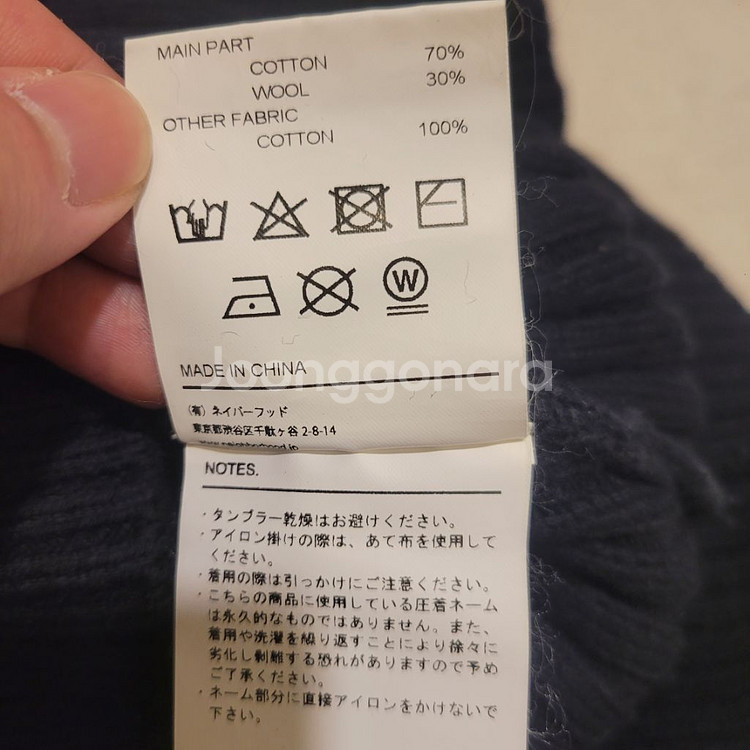 MAIN PART
COTTON 70%
WOOL 30%
OTHER FABRIC
COTTON 100%
W
MADE IN CHINA
Joonggonara
(有)ネイバーフッド
東京都渋谷区千駄ヶ谷 2-8-14
NOTES.
・タンブラー乾燥はお避けください。
・アイロン掛けの際は、あて布を使用して
ください。
・着用の際は引っかけにご注意ください。
・こちらの商品に使用している圧着ネーム
は永久的なものではありません。また、
着用や洗濯を繰り返すことにより徐々に
劣化し剥離する恐れがありますので予め
ご了承ください。
・ネーム部分に直接アイロンをかけないで
下さい。